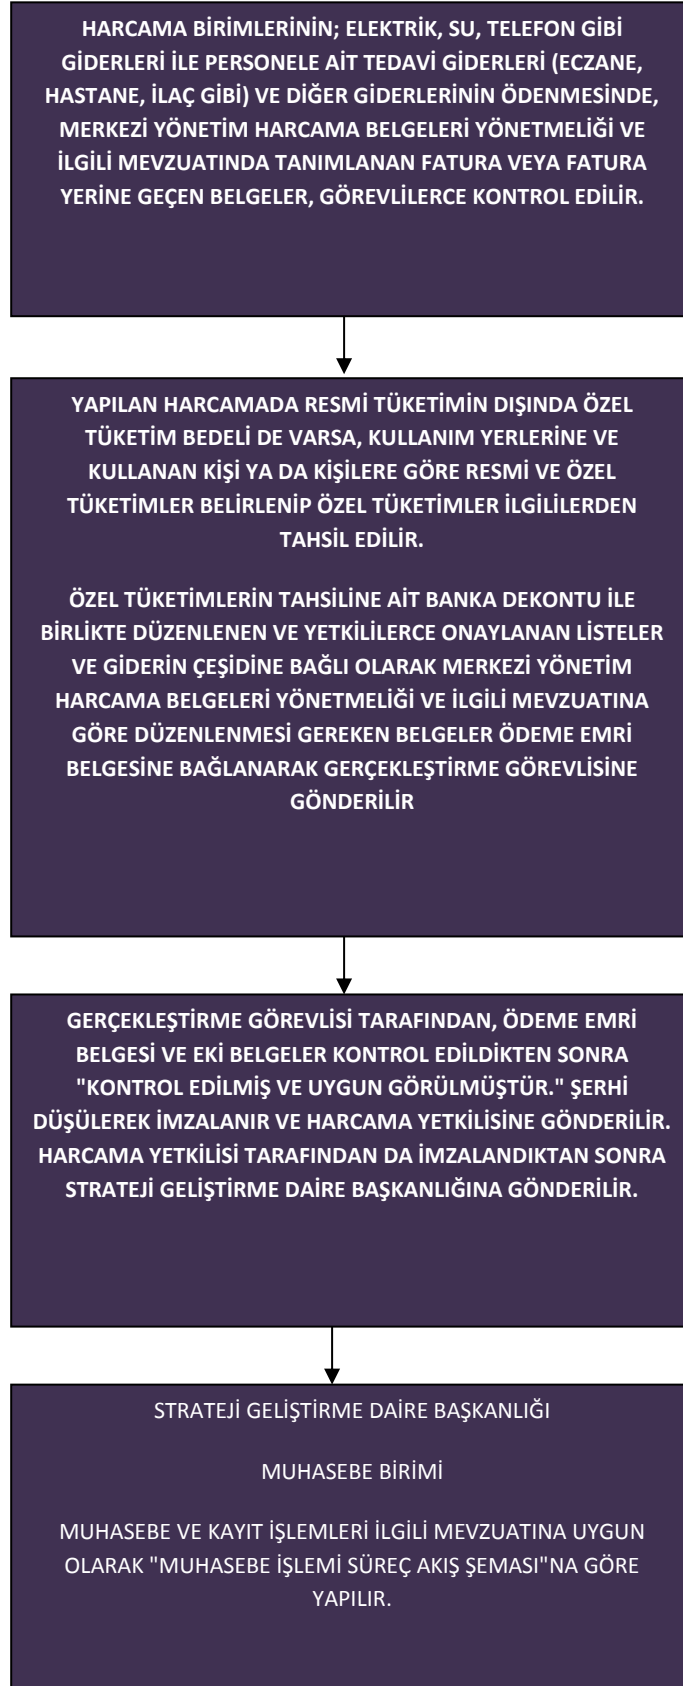 HARCAMA BİRİMLERİNİN; ELEKTRİK, SU, TELEFON GİBİ
GİDERLERİ İLE PERSONELE AİT TEDAVİ GİDERLERİ (ECZANE,
HASTANE, İLAÇ GİBİ) VE DİĞER GİDERLERİNİN ÖDENMESİNDE,
MERKEZİ YÖNETİM HARCAMA BELGELERİ YÖNETMELİĞİ VE
İLGİLİ MEVZUATINDA TANIMLANAN FATURA VEYA FATURA
YERİNE GEÇEN BELGELER, GÖREVLİLERCE KONTROL EDİLİR.
YAPILAN HARCAMADA RESMİ TÜKETİMİN DIŞINDA ÖZEL
TÜKETİM BEDELİ DE VARSA, KULLANIM YERLERİNE VE
KULLANAN KİŞİ YA DA KİŞİLERE GÖRE RESMİ VE ÖZEL
TÜKETİMLER BELİRLENİP ÖZEL TÜKETİMLER İLGİLİLERDEN
TAHSİL EDİLİR.
ÖZEL TÜKETİMLERİN TAHSİLİNE AİT BANKA DEKONTU İLE
BİRLİKTE DÜZENLENEN VE YETKİLİLERCE ONAYLANAN LİSTELER
VE GİDERİN ÇEŞİDİNE BAĞLI OLARAK MERKEZİ YÖNETİM
HARCAMA BELGELERİ YÖNETMELİĞİ VE İLGİLİ MEVZUATINA
GÖRE DÜZENLENMESİ GEREKEN BELGELER ÖDEME EMRİ
BELGESİNE BAĞLANARAK GERÇEKLEŞTİRME GÖREVLİSİNE
GÖNDERİLİR
GERÇEKLEŞTİRME GÖREVLİSİ TARAFINDAN, ÖDEME EMRİ
BELGESİ VE EKİ BELGELER KONTROL EDİLDİKTEN SONRA
"KONTROL EDİLMİŞ VE UYGUN GÖRÜLMÜŞTÜR." ŞERHİ
DÜŞÜLEREK İMZALANIR VE HARCAMA YETKİLİSİNE GÖNDERİLİR.
HARCAMA YETKİLİSİ TARAFINDAN DA İMZALANDIKTAN SONRA
STRATEJİ GELİŞTİRME DAİRE BAŞKANLIĞINA GÖNDERİLİR.
STRATEJİ GELİŞTİRME DAİRE BAŞKANLIĞI
MUHASEBE BİRİMİ
MUHASEBE VE KAYIT İŞLEMLERİ İLGİLİ MEVZUATINA UYGUN
OLARAK "MUHASEBE İŞLEMİ SÜREÇ AKIŞ ŞEMASI"NA GÖRE
YAPILIR.